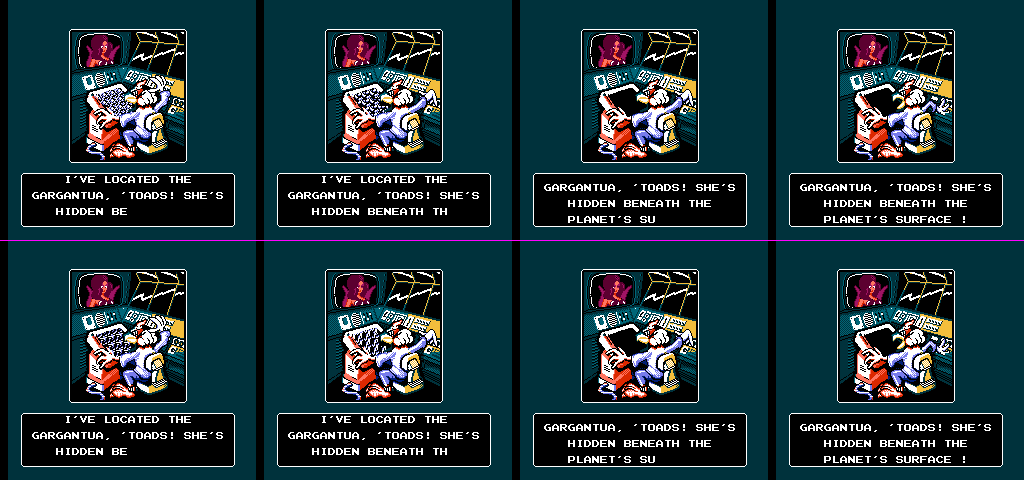 I'VE LOCATED THE
GARGANTUA, 'TOADS! SHE'S
HIDDEN BE
I'VE LOCATED THE
GARGANTUA, 'TOADS! SHE'S
HIDDEN BENEATH TH
GARGANTUA, 'TOADS! SHE'S
HIDDEN BENEATH THE
PLANET'S SU
GARGANTUA, 'TOADS! SHE'S
HIDDEN BENEATH THE
PLANET'S SURFACE !
I'VE LOCATED THE
GARGANTUA, 'TOADS! SHE'S
HIDDEN BE
I'VE LOCATED THE
GARGANTUA, 'TOADS! SHE'S
HIDDEN BENEATH TH
GARGANTUA, 'TOADS! SHE'S
HIDDEN BENEATH THE
PLANET'S SU
GARGANTUA, 'TOADS! SHE'S
HIDDEN BENEATH THE
PLANET'S SURFACE !